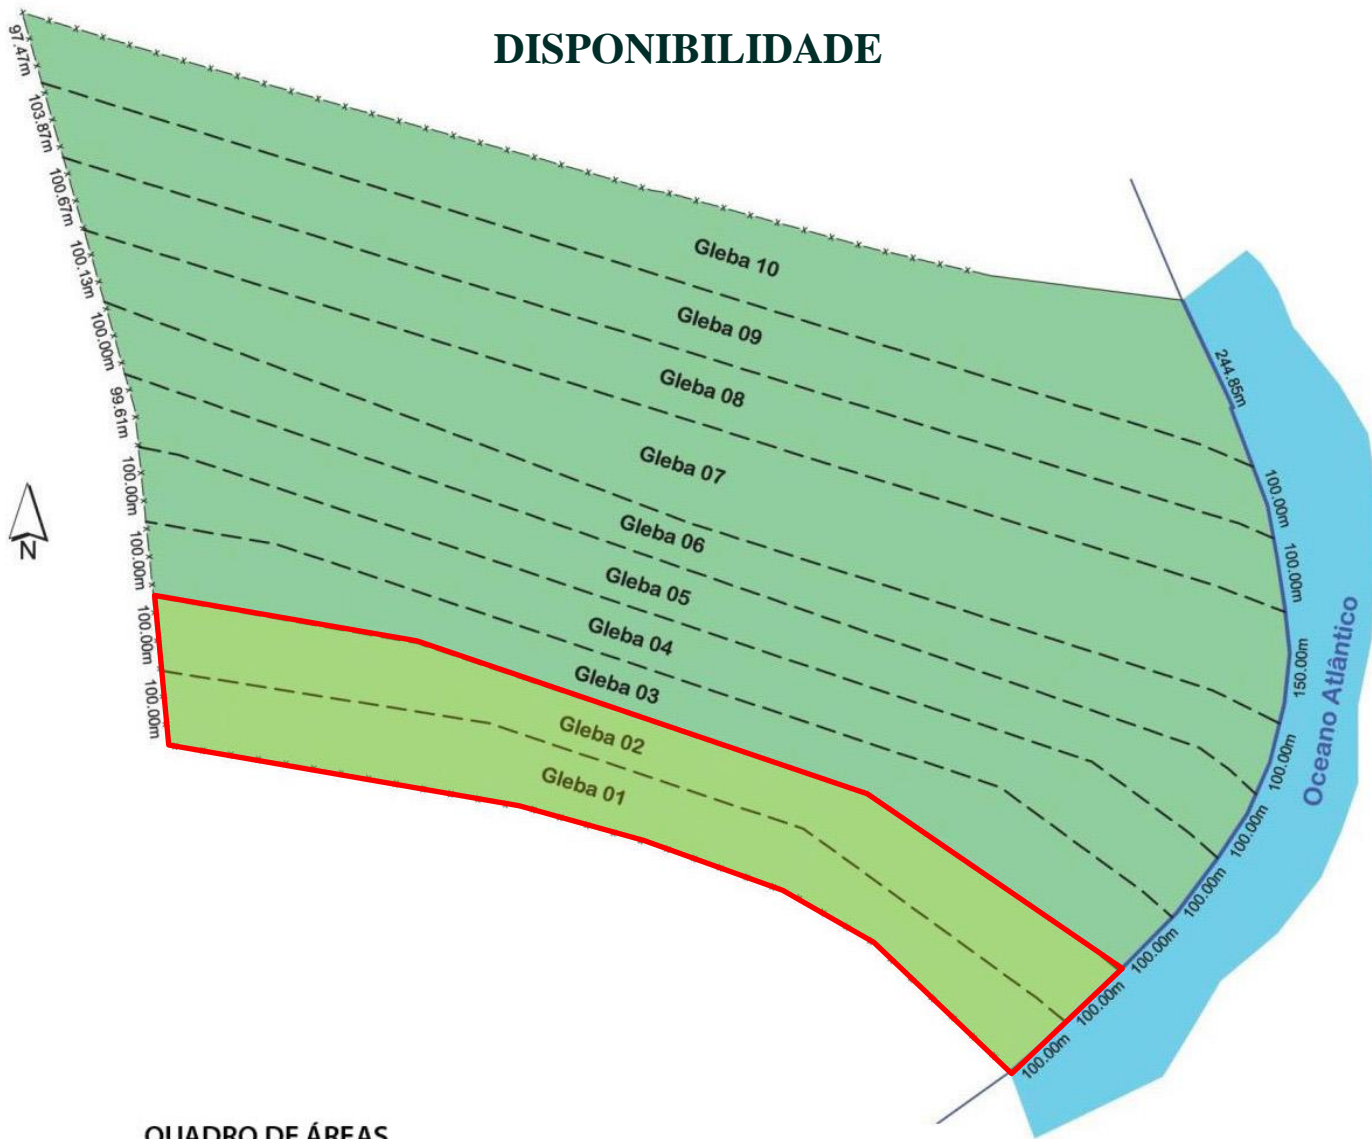 DISPONIBILIDADE
97.47m
103.87m
100.67m
100.13m
100.00m
99.61m
100.00m
100.00m
100.00m
100.00m
Gleba 10
Gleba 09
Gleba 08
Gleba 07
Gleba 06
Gleba 05
Gleba 04
Gleba 03
Gleba 02
Gleba 01
244.85m
100.00m
100.00m
150.00m
100.00m
100.00m
100.00m
100.00m
100.00m
100.00m
Oceano Atlântico
N
QUADRO DE ÁREAS